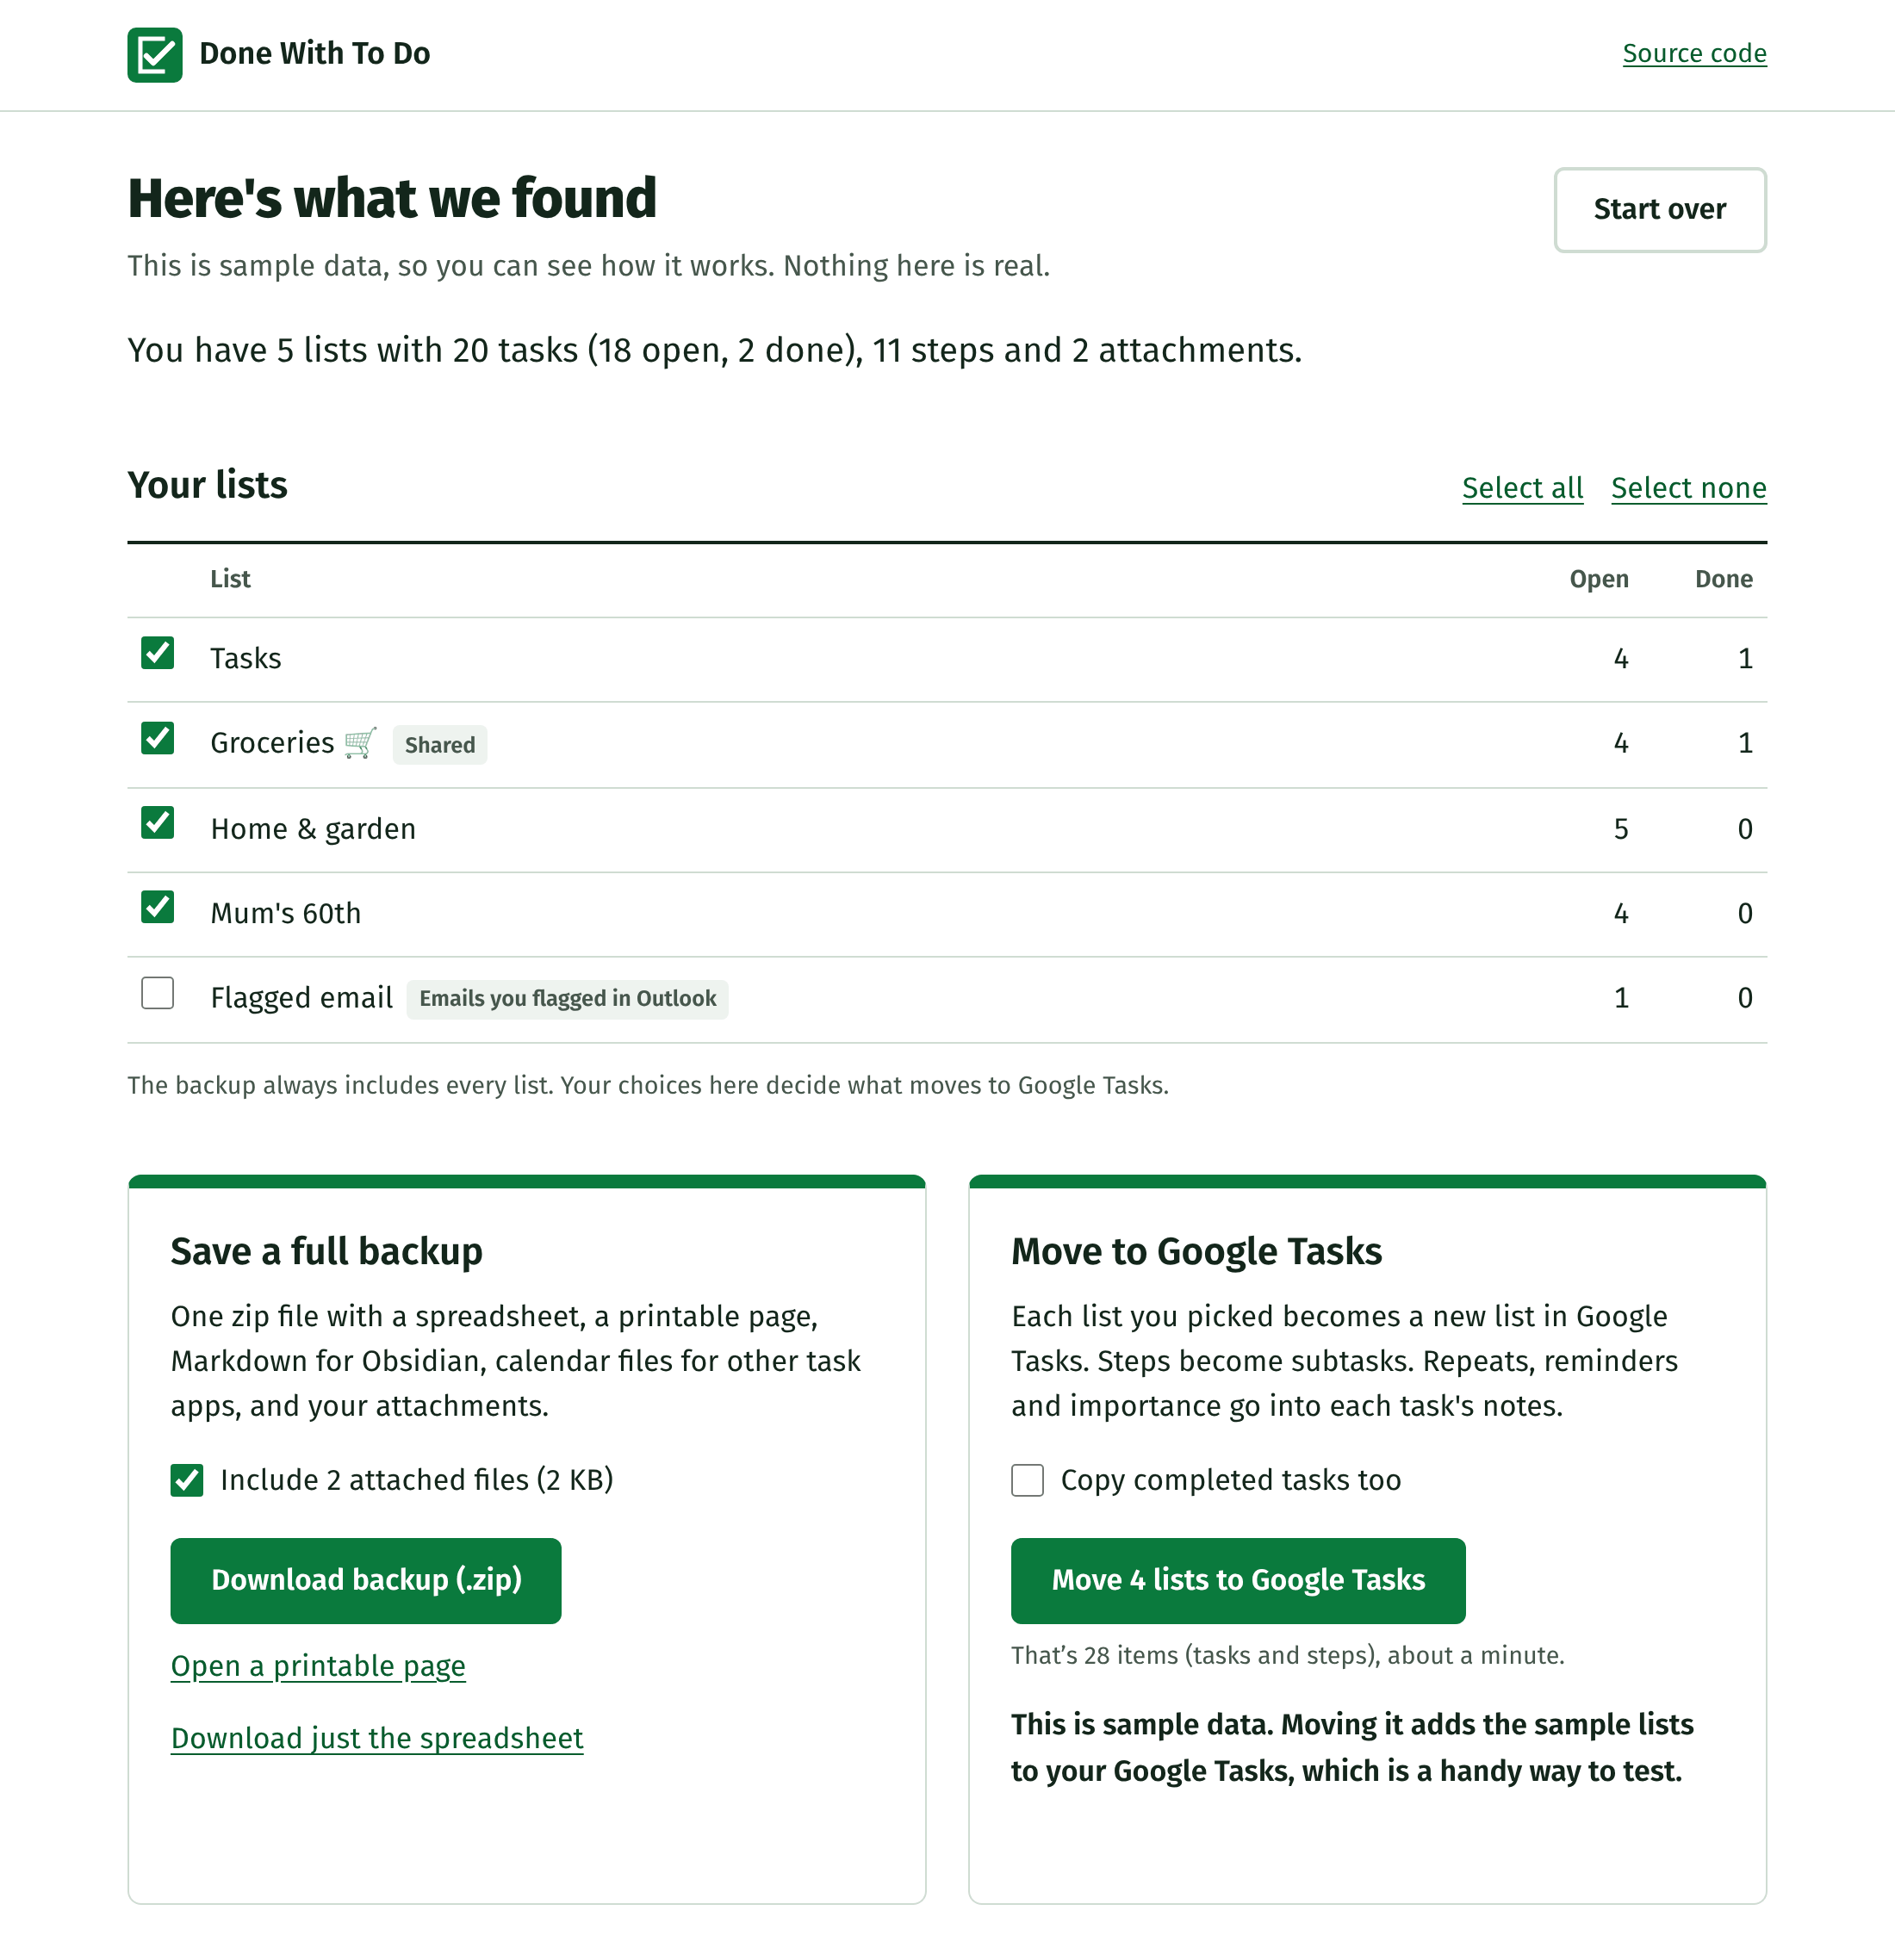 Done With To Do
Source code
Here's what we found
Start over
This is sample data, so you can see how it works. Nothing here is real.
You have 5 lists with 20 tasks (18 open, 2 done), 11 steps and 2 attachments.
Your lists
Select all Select none
List Open Done
Tasks 4 1
Groceries 🛒 Shared 4 1
Home & garden 5 0
Mum's 60th 4 0
Flagged email Emails you flagged in Outlook 1 0
The backup always includes every list. Your choices here decide what moves to Google Tasks.
Save a full backup
One zip file with a spreadsheet, a printable page,
Markdown for Obsidian, calendar files for other task
apps, and your attachments.
Include 2 attached files (2 KB)
Download backup (.zip)
Open a printable page
Download just the spreadsheet
Move to Google Tasks
Each list you picked becomes a new list in Google
Tasks. Steps become subtasks. Repeats, reminders
and importance go into each task's notes.
Copy completed tasks too
Move 4 lists to Google Tasks
That’s 28 items (tasks and steps), about a minute.
This is sample data. Moving it adds the sample lists
to your Google Tasks, which is a handy way to test.